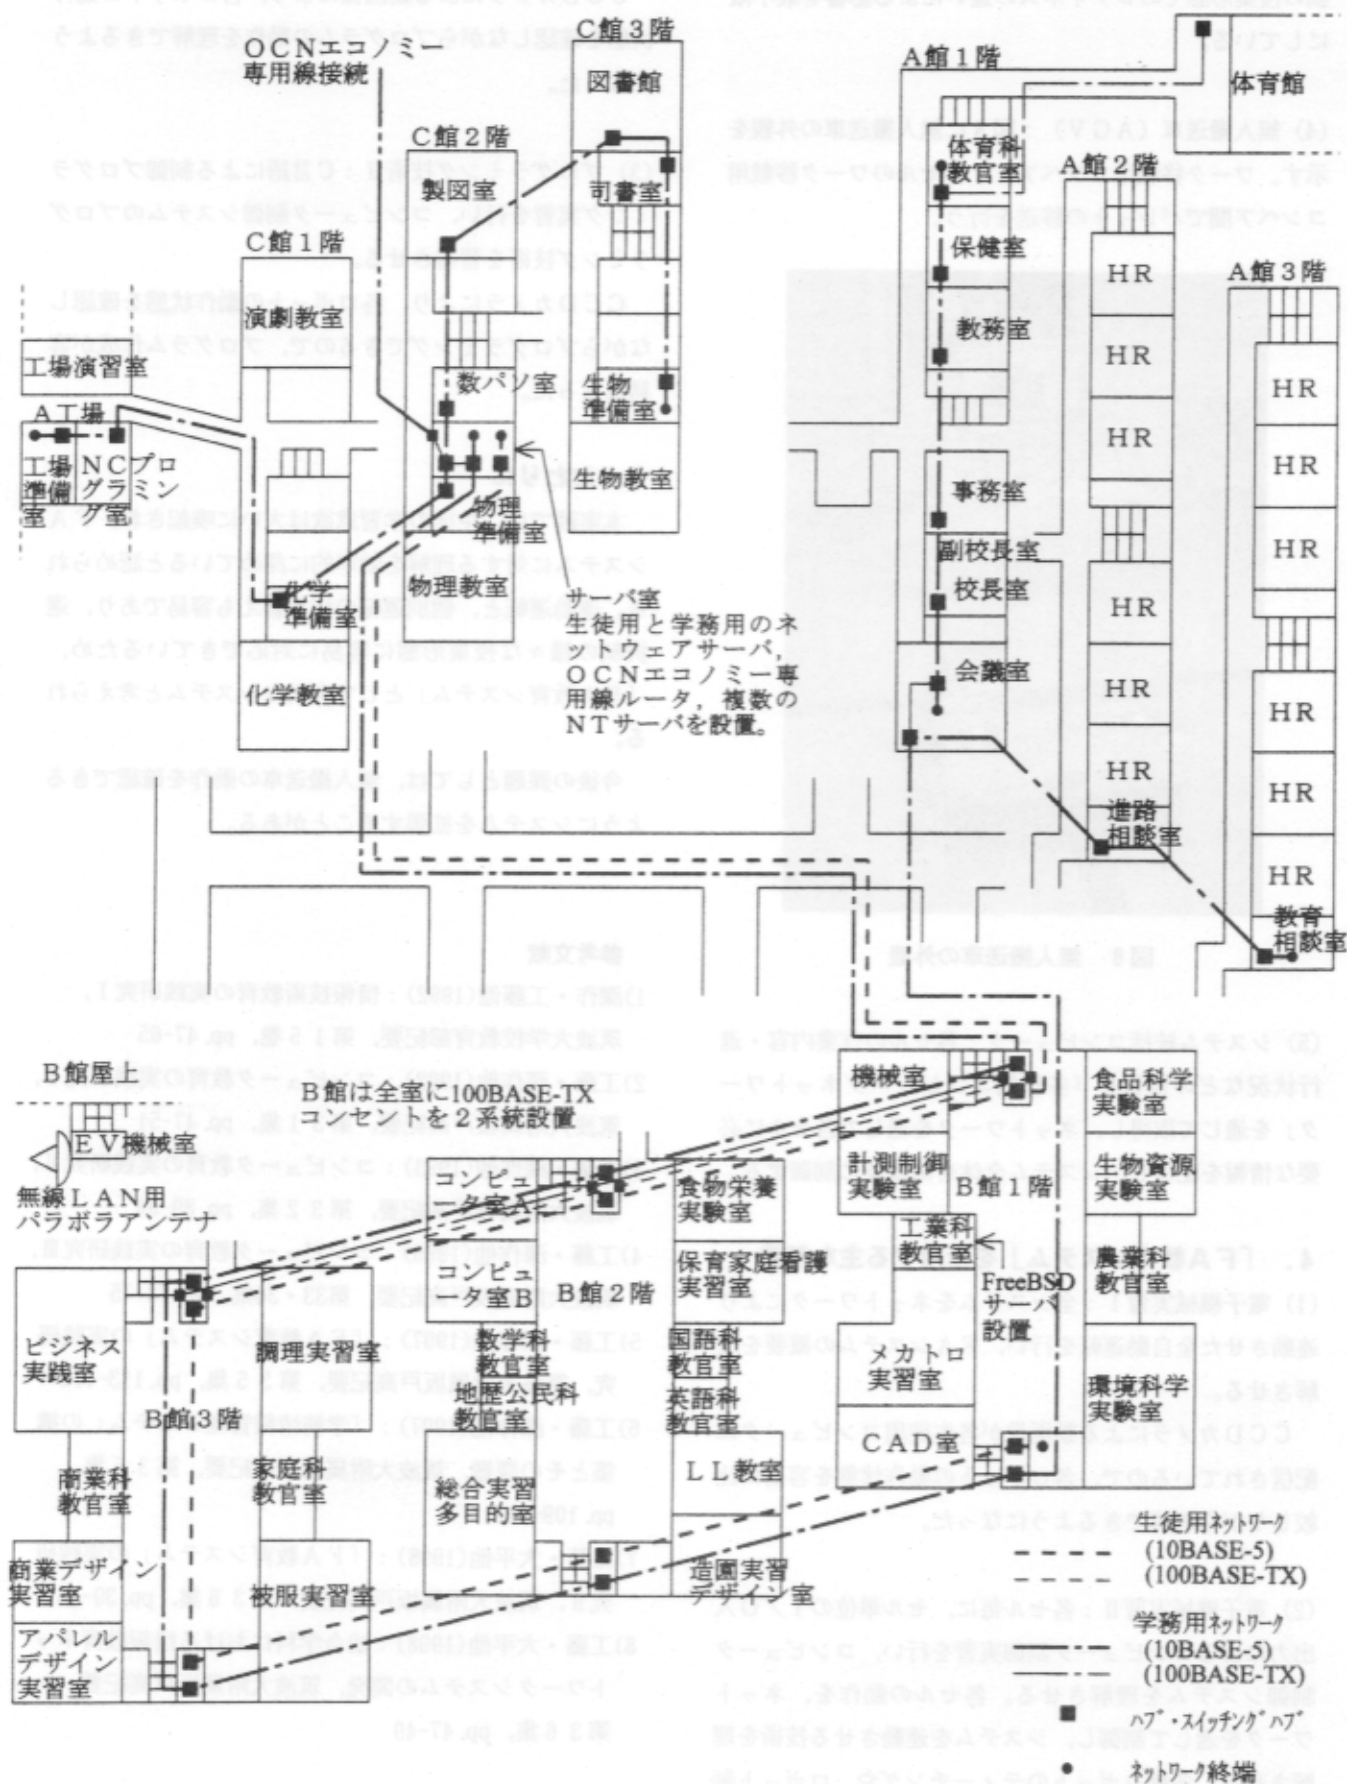 OCNエコノミー
専用線接続
C館3階
図書館
C館2階
製図室
司書室
C館1階
演劇教室
工場演習室
A工場
工場
準備
室
NCプロ
グラミン
グ室
数パソ室
生物
準備室
生物教室
物理
準備室
物理教室
化学
準備室
化学教室
サーバ室
生徒用と学務用のネ
ットウェアサーバ，
OCNエコノミー専
用線ルータ，複数の
NTサーバを設置。
A館1階
体育館
体育科
教官室
保健室
教務室
事務室
副校長室
校長室
会議室
A館2階
HR
HR
HR
HR
HR
HR
進路
相談室
A館3階
HR
HR
HR
HR
HR
HR
教育
相談室
B館屋上
EV機械室
無線LAN用
パラボラアンテナ
B館は全室に100BASE-TX
コンセントを2系統設置
機械室
食品科学
実験室
計測制御
実験室
生物資源
実験室
B館1階
工業科
教官室
農業科
教官室
FreeBSD
サーバ
設置
メカトロ
実習室
環境科学
実験室
CAD室
コンピュ
ータ室A
食物栄養
実験室
コンピュ
ータ室B
保育家庭看護
実習室
B館2階
数学科
教官室
国語科
教官室
地歴公民科
教官室
英語科
教官室
総合実習
多目的室
LL教室
造園実習
デザイン室
ビジネス
実践室
調理実習室
B館3階
商業科
教官室
家庭科
教官室
商業デザイン
実習室
被服実習室
アパレル
デザイン
実習室
生徒用ネットワーク
(10BASE-5)
(100BASE-TX)
学務用ネットワーク
(10BASE-5)
(100BASE-TX)
ハブ・スイッチングハブ
ネットワーク終端